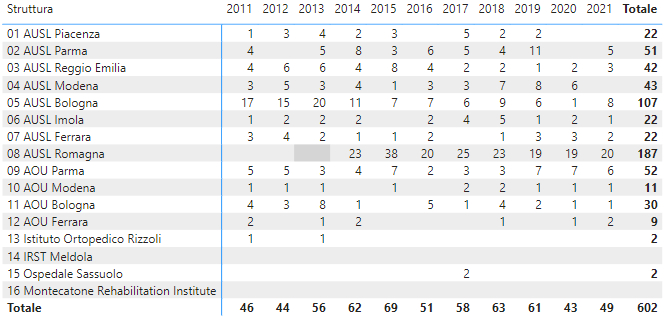 Struttura 2011 2012 2013 2014 2015 2016 2017 2018 2019 2020 2021 Totale
01 AUSL Piacenza 1 3 4 2 3 5 2 2 22
02 AUSL Parma 4 5 8 3 6 5 4 11 5 51
03 AUSL Reggio Emilia 4 6 6 4 8 4 2 2 1 2 3 42
04 AUSL Modena 3 5 3 4 1 3 3 7 8 6 43
05 AUSL Bologna 17 15 20 11 7 7 6 9 6 1 8 107
06 AUSL Imola 1 2 2 2 2 4 5 1 2 1 22
07 AUSL Ferrara 3 4 2 1 1 2 1 3 3 2 22
08 AUSL Romagna 23 38 20 25 23 19 19 20 187
09 AOU Parma 5 5 3 4 7 2 3 3 7 7 6 52
10 AOU Modena 1 1 1 1 2 2 1 1 1 11
11 AOU Bologna 4 3 8 1 5 1 4 2 1 1 30
12 AOU Ferrara 2 1 2 1 1 2 9
13 Istituto Ortopedico Rizzoli 1 1 2
14 IRST Meldola
15 Ospedale Sassuolo 2 2
16 Montecatone Rehabilitation Institute
Totale 46 44 56 62 69 51 58 63 61 43 49 602